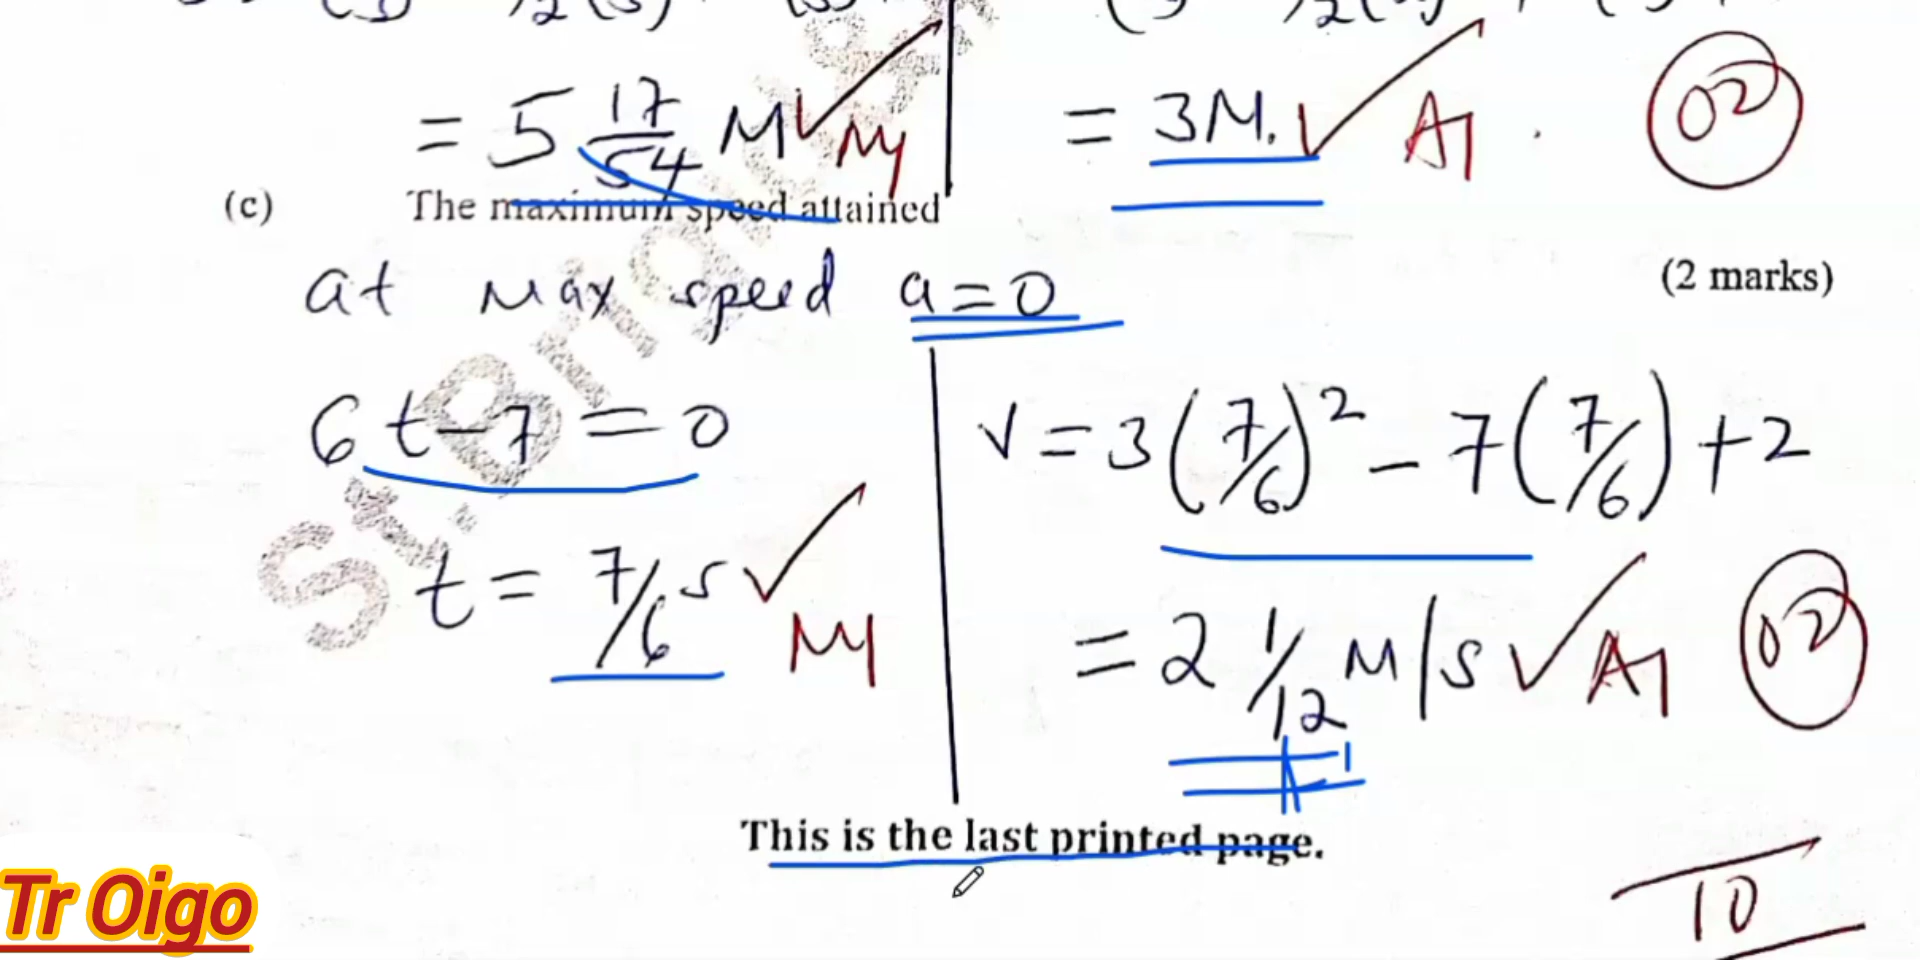 = 5 17/54 M M1
= 3M. A1 02
(c) The maximum speed attained
at Max speed a=0
(2 marks)
6t-7=0
t = 7/6 s M1
V = 3(7/6)² - 7(7/6) + 2
= 2 1/12 M/S A1 02
St. Bri
This is the last printed page.
10
Tr Oigo